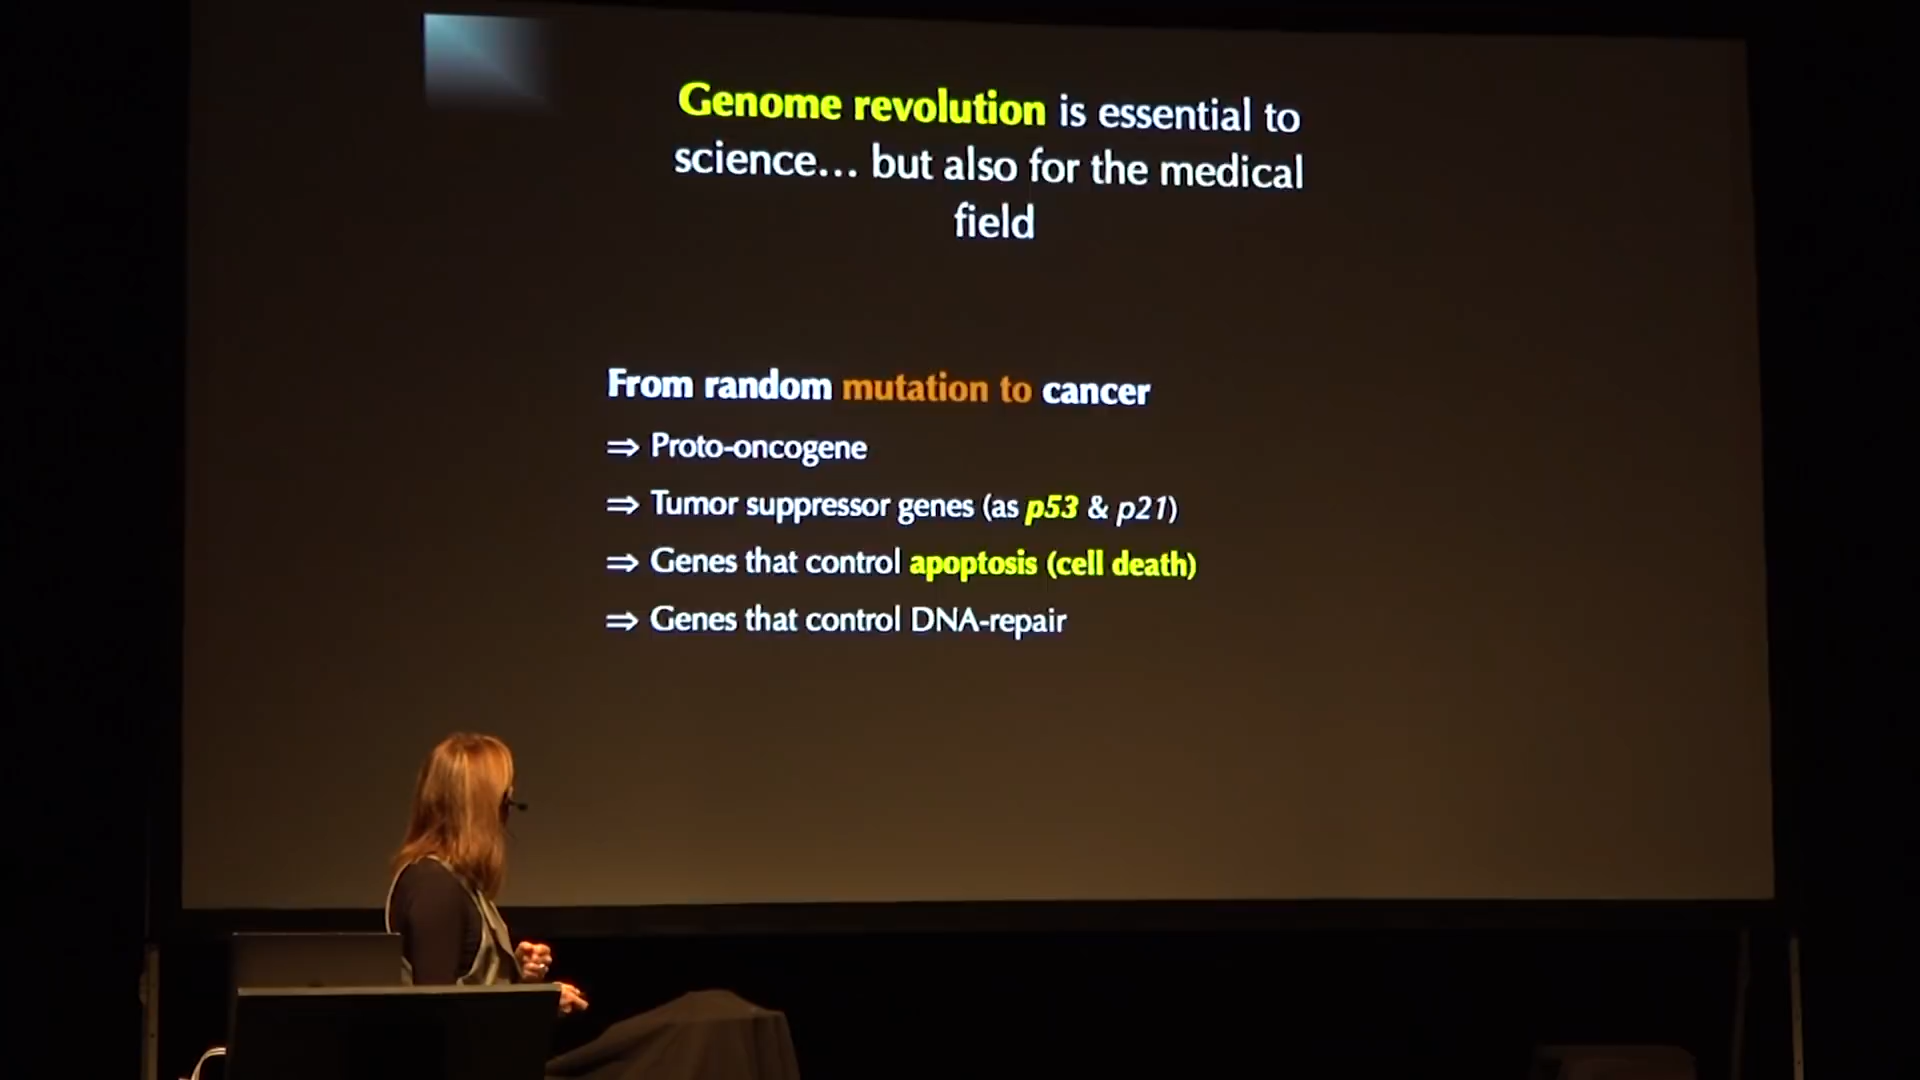 Genome revolution is essential to
science... but also for the medical
field
From random mutation to cancer
⇒ Proto-oncogene
⇒ Tumor suppressor genes (as p53 & p21)
⇒ Genes that control apoptosis (cell death)
⇒ Genes that control DNA-repair